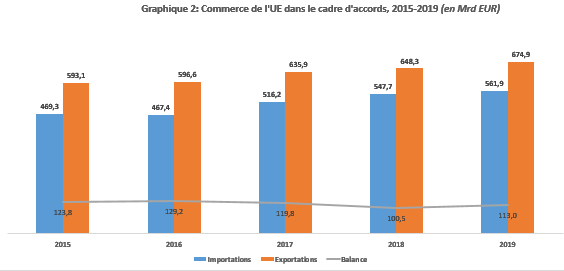 Graphique 2: Commerce de l'UE dans le cadre d'accords, 2015-2019 (en Mrd EUR)
469,3 593,1 467,4 596,6 516,2 635,9 547,7 648,3 561,9 674,9
123,8 129,2 119,8 100,5 113,0
2015 2016 2017 2018 2019
Importations Exportations Balance